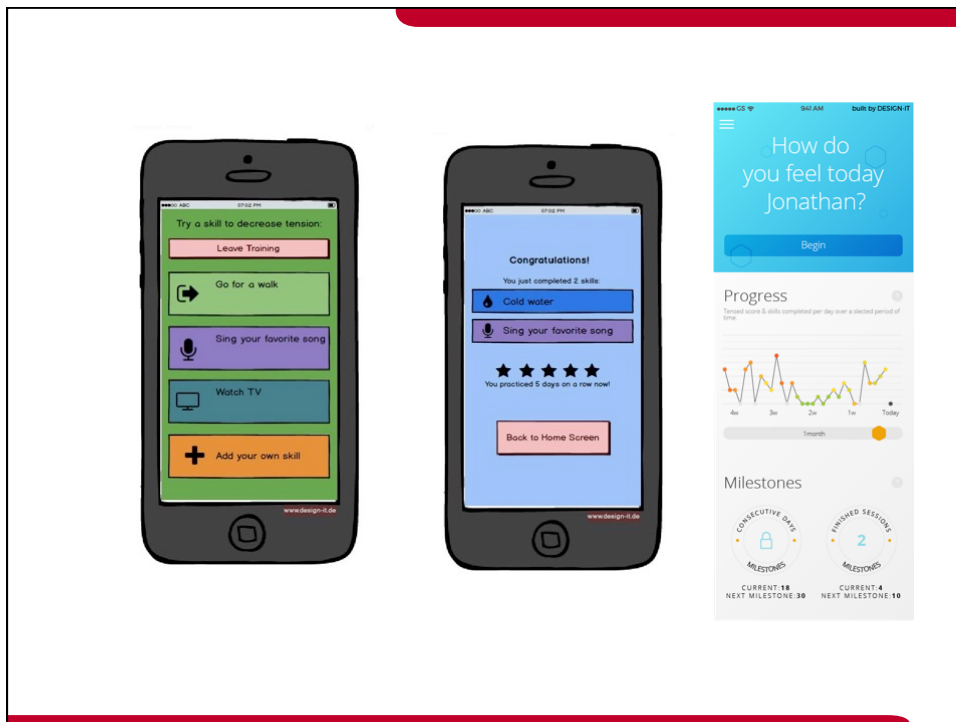 ●●●○○ ABC 07:02 PM
Try a skill to decrease tension:
Leave Training
Go for a walk
Sing your favorite song
Watch TV
Add your own skill
www.design-it.de
●●●○○ ABC 07:02 PM
Congratulations!
You just completed 2 skills:
Cold water
Sing your favorite song
You practiced 5 days on a row now!
Back to Home Screen
www.design-it.de
●●●●● GS 9:41 AM built by DESIGN-IT
How do
you feel today
Jonathan?
Begin
Progress
Tensed score & skills completed per day over a slected period of
time.
4w 3w 2w 1w Today
1month
Milestones
CONSECUTIVE DAYS
MILESTONES
CURRENT:18
NEXT MILESTONE:30
FINISHED SESSIONS
2
MILESTONES
CURRENT:4
NEXT MILESTONE:10